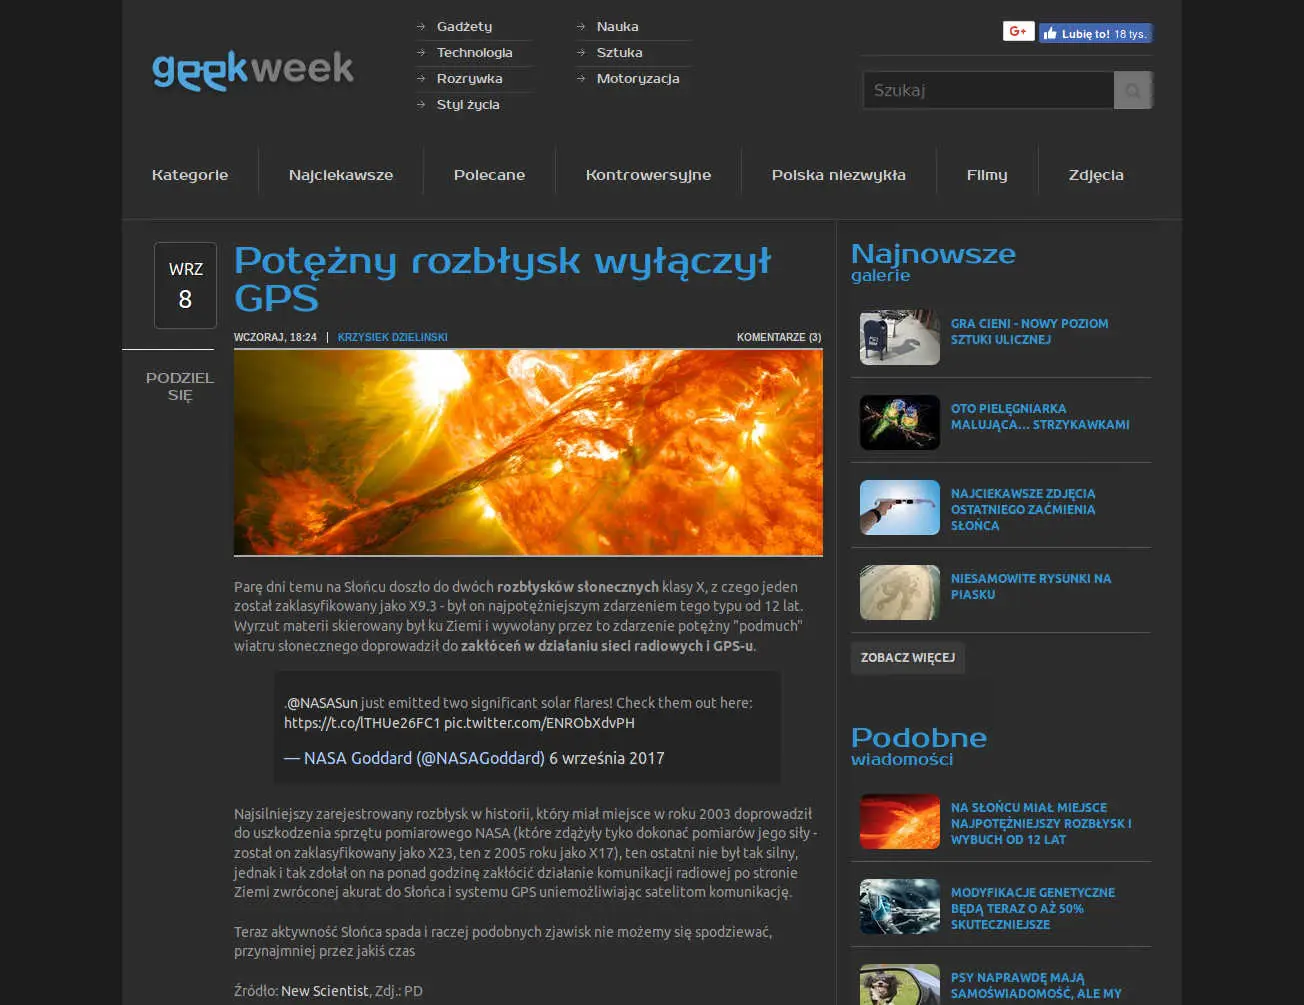 geekweek
Gadżety
Technologia
Rozrywka
Styl życia
Nauka
Sztuka
Motoryzacja
G+
Lubię to! 18 tys.
Szukaj
Kategorie
Najciekawsze
Polecane
Kontrowersyjne
Polska niezwykła
Filmy
Zdjęcia
WRZ
8
PODZIEL
SIĘ
Potężny rozbłysk wyłączył
GPS
WCZORAJ, 18:24 | KRZYSIEK DZIELINSKI
KOMENTARZE (3)
Parę dni temu na Słońcu doszło do dwóch rozbłysków słonecznych klasy X, z czego jeden
został zaklasyfikowany jako X9.3 - był on najpotężniejszym zdarzeniem tego typu od 12 lat.
Wyrzut materii skierowany był ku Ziemi i wywołany przez to zdarzenie potężny "podmuch"
wiatru słonecznego doprowadził do zakłóceń w działaniu sieci radiowych i GPS-u.
.@NASASun just emitted two significant solar flares! Check them out here:
https://t.co/lTHUe26FC1 pic.twitter.com/ENRObXdvPH
— NASA Goddard (@NASAGoddard) 6 września 2017
Najsilniejszy zarejestrowany rozbłysk w historii, który miał miejsce w roku 2003 doprowadził
do uszkodzenia sprzętu pomiarowego NASA (które zdążyły tyko dokonać pomiarów jego siły -
został on zaklasyfikowany jako X23, ten z 2005 roku jako X17), ten ostatni nie był tak silny,
jednak i tak zdołał on na ponad godzinę zakłócić działanie komunikacji radiowej po stronie
Ziemi zwróconej akurat do Słońca i systemu GPS uniemożliwiając satelitom komunikację.
Teraz aktywność Słońca spada i raczej podobnych zjawisk nie możemy się spodziewać,
przynajmniej przez jakiś czas
Źródło: New Scientist, Zdj.: PD
Najnowsze
galerie
GRA CIENI - NOWY POZIOM
SZTUKI ULICZNEJ
OTO PIELĘGNIARKA
MALUJĄCA... STRZYKAWKAMI
NAJCIEKAWSZE ZDJĘCIA
OSTATNIEGO ZAĆMIENIA
SŁOŃCA
NIESAMOWITE RYSUNKI NA
PIASKU
ZOBACZ WIĘCEJ
Podobne
wiadomości
NA SŁOŃCU MIAŁ MIEJSCE
NAJPOTĘŻNIEJSZY ROZBŁYSK I
WYBUCH OD 12 LAT
MODYFIKACJE GENETYCZNE
BĘDĄ TERAZ O AŻ 50%
SKUTECZNIEJSZE
PSY NAPRAWDĘ MAJĄ
SAMOŚWIADOMOŚĆ, ALE MY